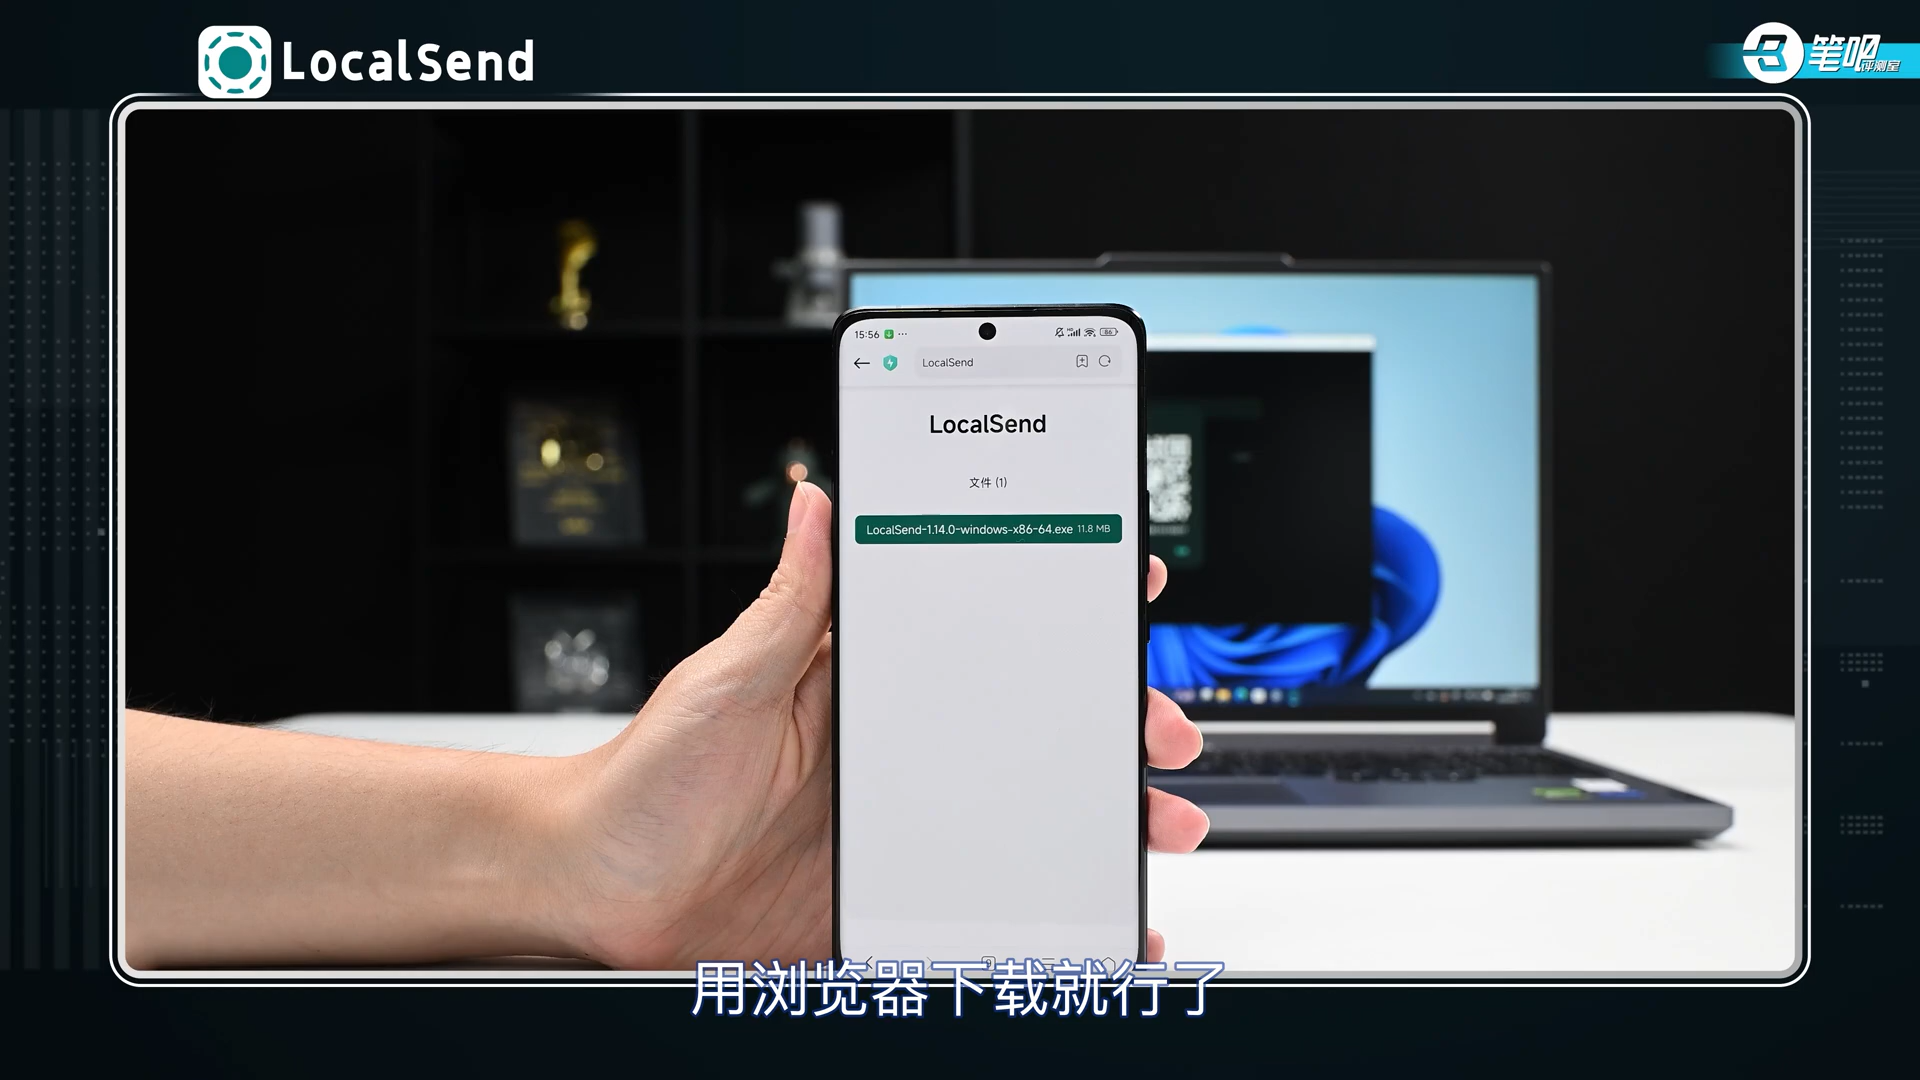 LocalSend
笔吧
评测室
15:56
LocalSend
LocalSend
文件 (1)
LocalSend-1.14.0-windows-x86-64.exe 11.8 MB
用浏览器下载就行了